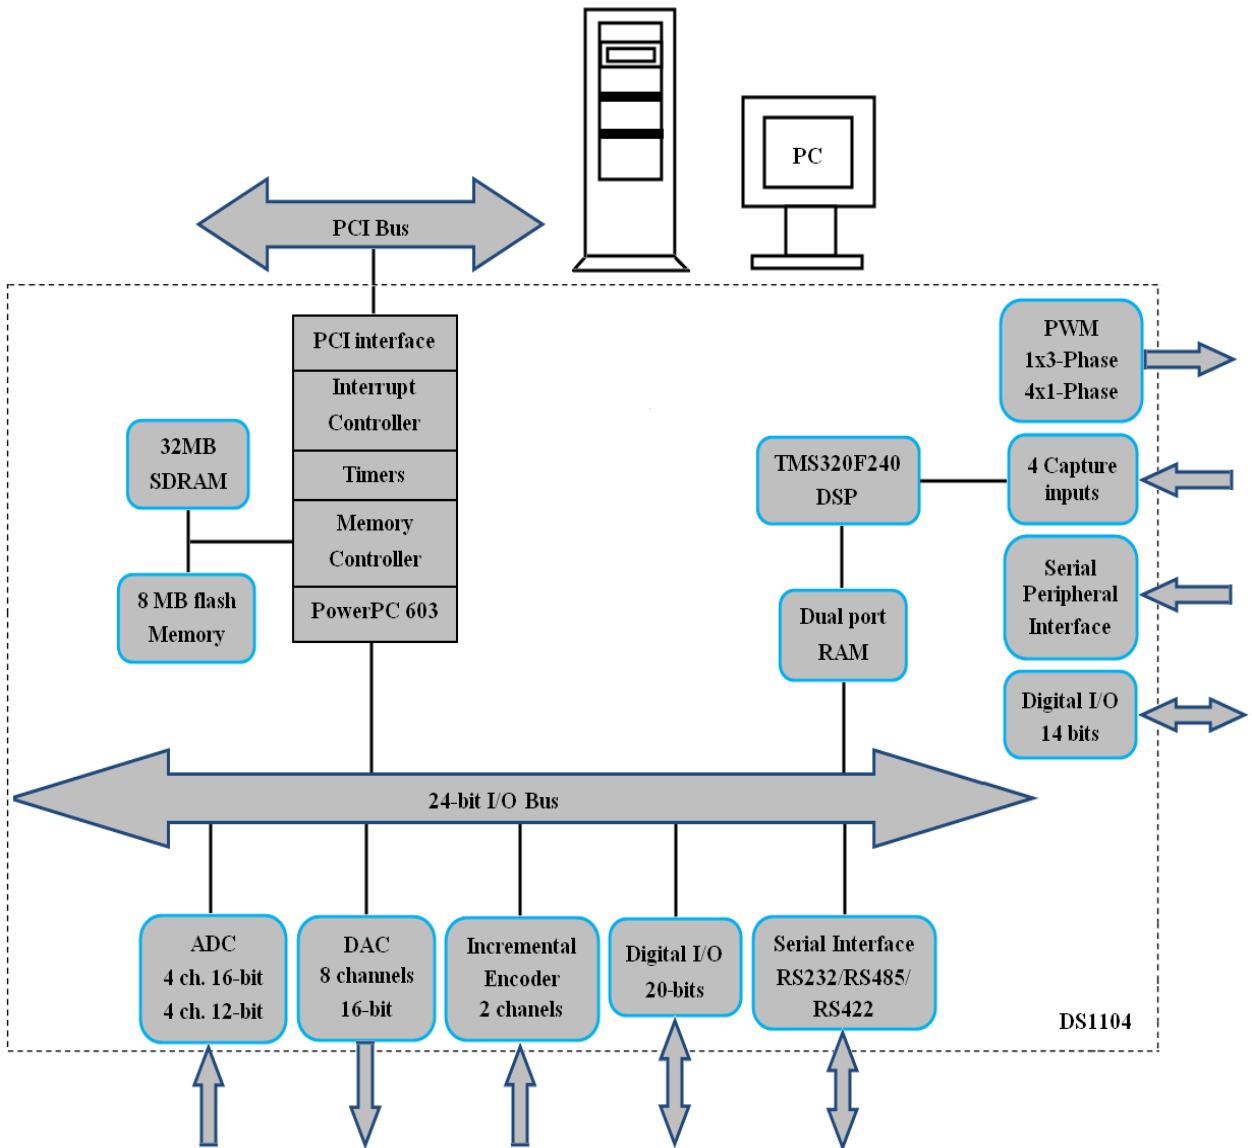 PC
PCI Bus
PCI interface
Interrupt
Controller
Timers
Memory
Controller
PowerPC 603
32MB
SDRAM
8 MB flash
Memory
TMS320F240
DSP
Dual port
RAM
PWM
1x3-Phase
4x1-Phase
4 Capture
inputs
Serial
Peripheral
Interface
Digital I/O
14 bits
24-bit I/O Bus
ADC
4 ch. 16-bit
4 ch. 12-bit
DAC
8 channels
16-bit
Incremental
Encoder
2 channels
Digital I/O
20-bits
Serial Interface
RS232/RS485/
RS422
DS1104